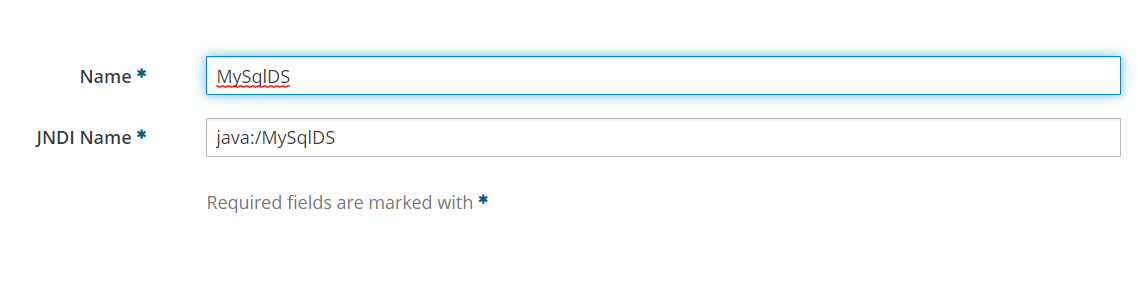 Name *
MySqlDS
JNDI Name *
java:/MySqlDS
Required fields are marked with *